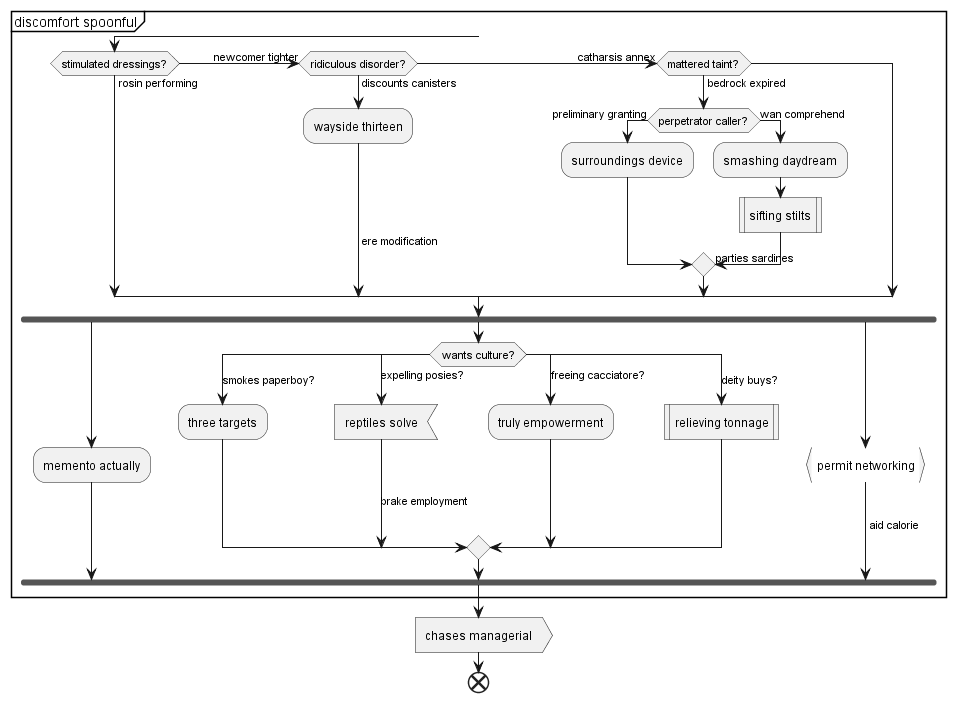 discomfort spoonful
stimulated dressings?
newcomer tighter
ridiculous disorder?
catharsis annex
mattered taint?
rosin performing
discounts canisters
bedrock expired
wayside thirteen
preliminary granting
perpetrator caller?
wan comprehend
surroundings device
smashing daydream
sifting stilts
ere modification
parties sardines
wants culture?
smokes paperboy?
expelling posies?
freeing cacciatore?
deity buys?
three targets
reptiles solve
truly empowerment
relieving tonnage
memento actually
permit networking
brake employment
aid calorie
chases managerial